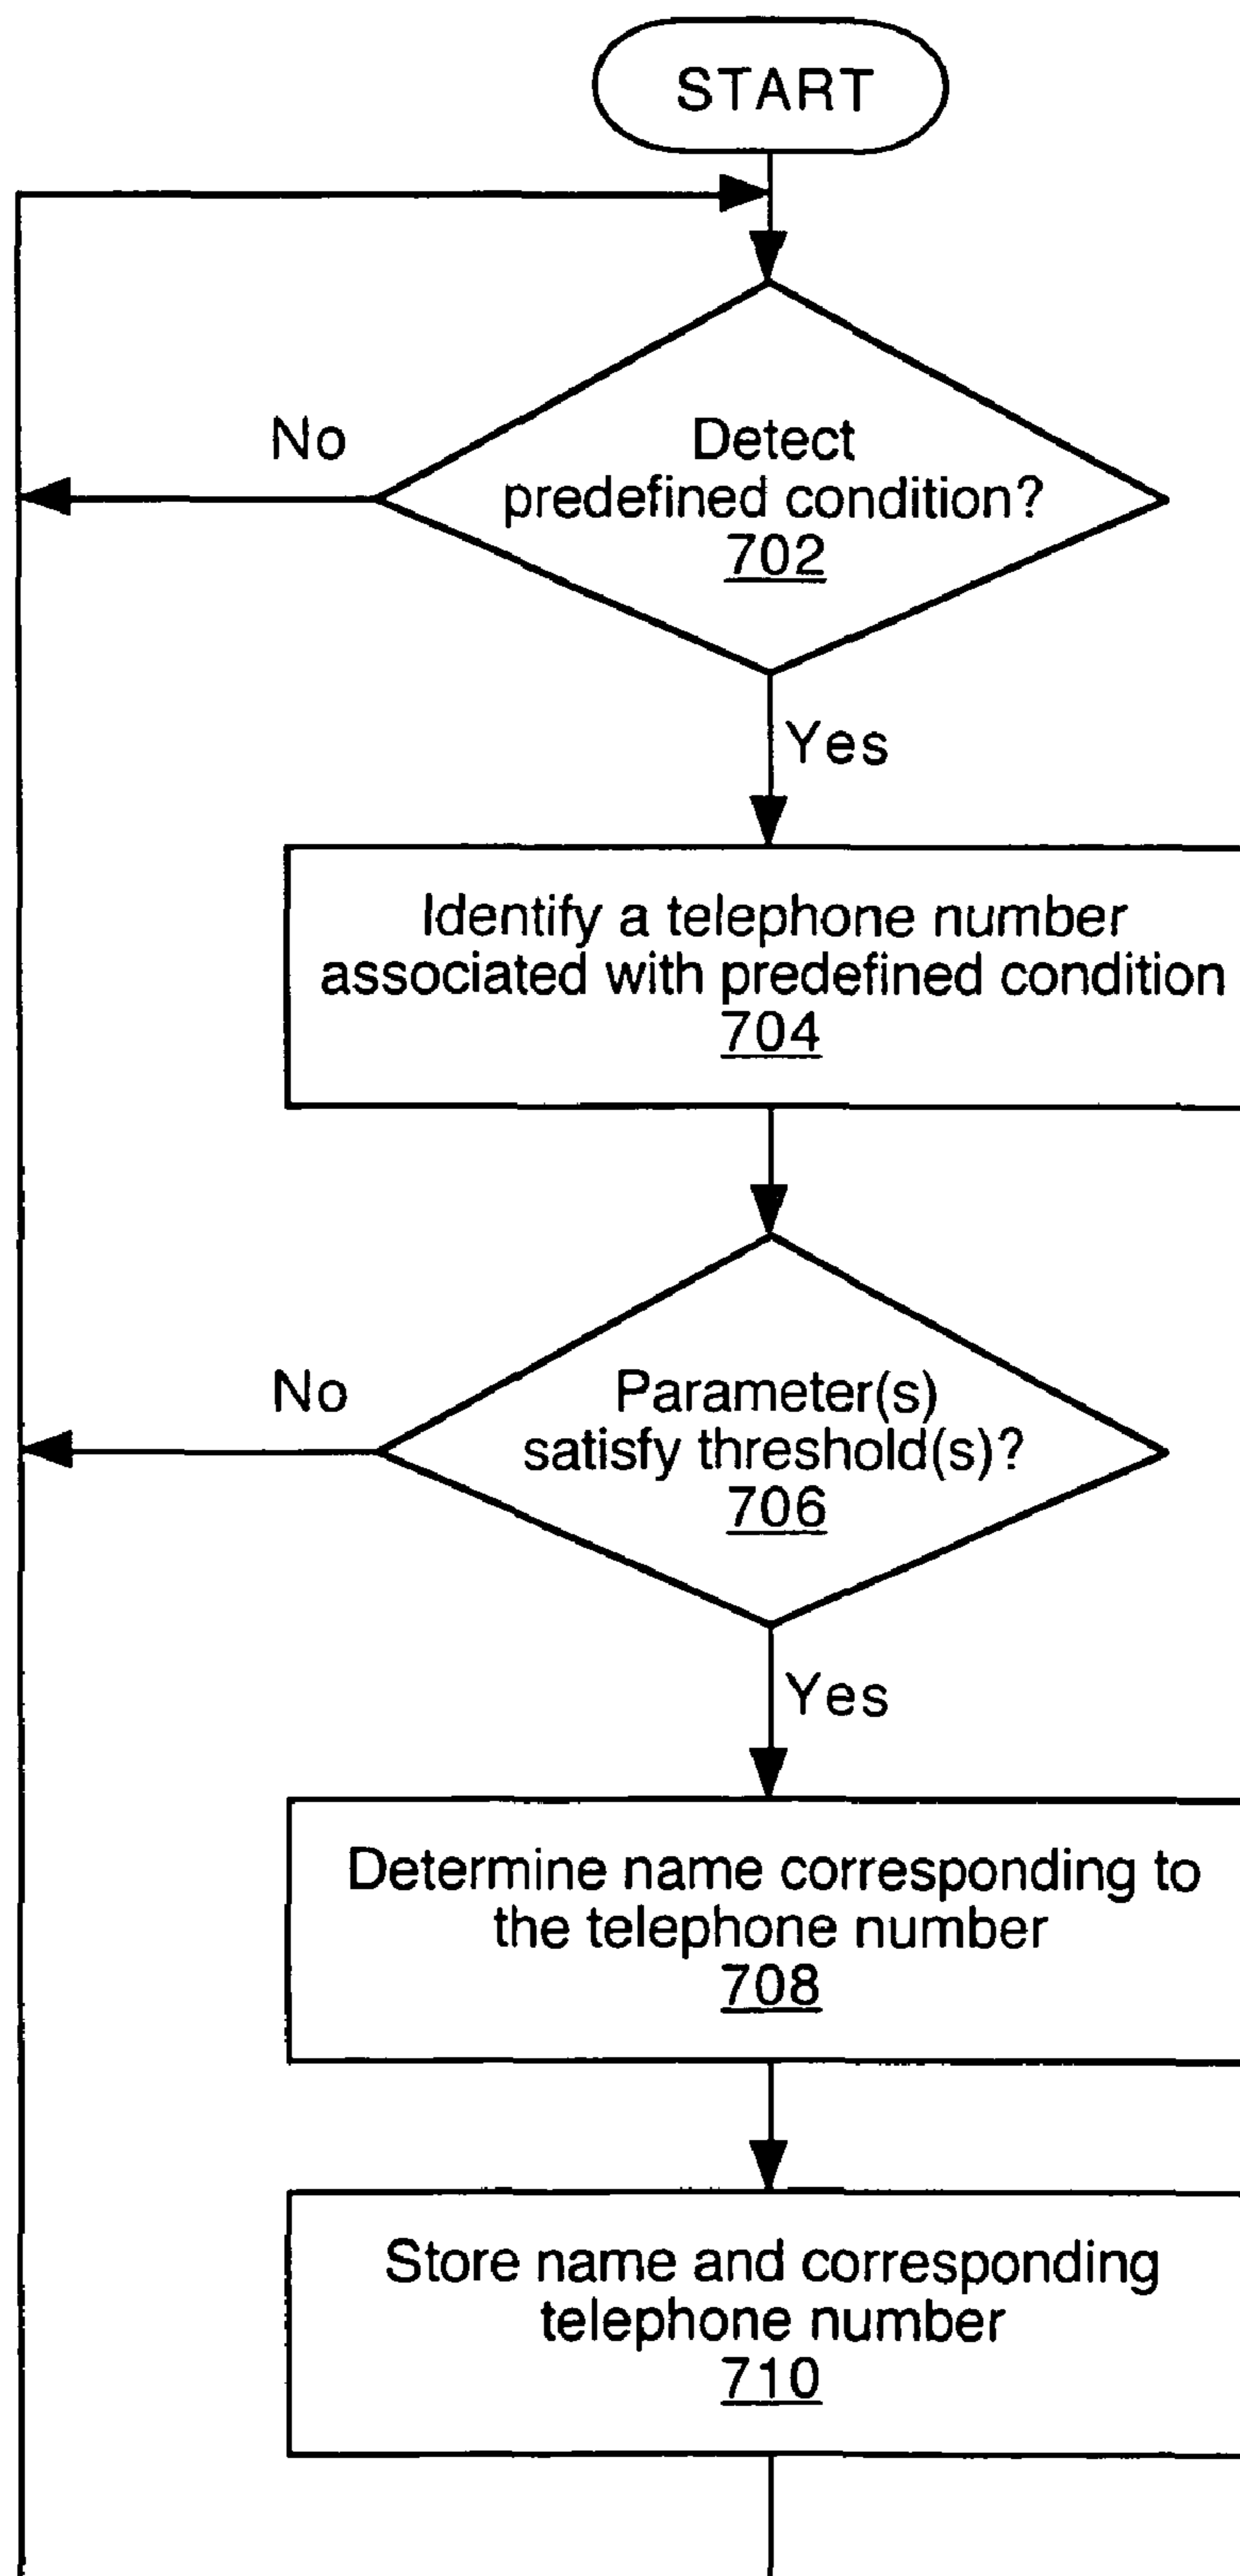 START
No
Detect
predefined condition?
702
Yes
Identify a telephone number
associated with predefined condition
704
No
Parameter(s)
satisfy threshold(s)?
706
Yes
Determine name corresponding to
the telephone number
708
Store name and corresponding
telephone number
710